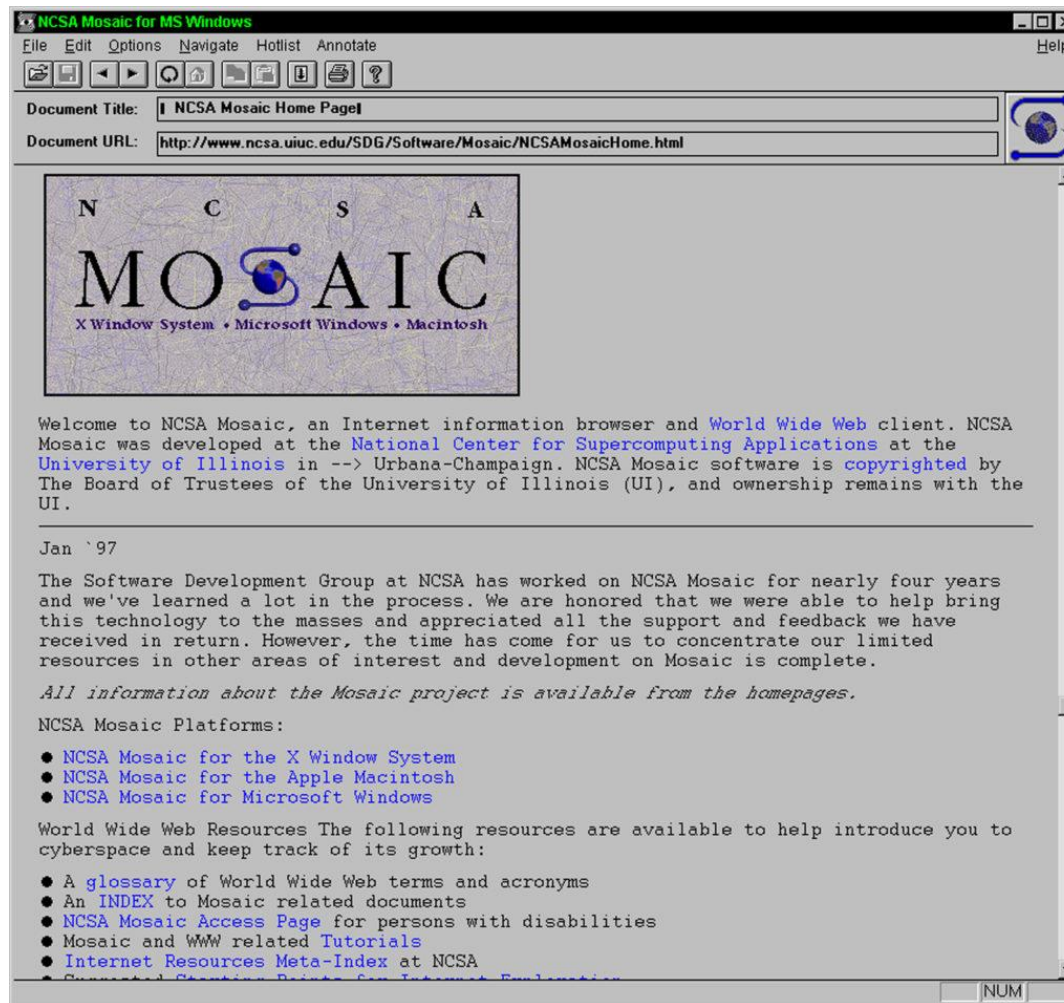 NCSA Mosaic for MS Windows
File Edit Options Navigate Hotlist Annotate Help
Document Title: NCSA Mosaic Home Page
Document URL: http://www.ncsa.uiuc.edu/SDG/Software/Mosaic/NCSAMosaicHome.html
N C S A
MOSAIC
X Window System • Microsoft Windows • Macintosh
Welcome to NCSA Mosaic, an Internet information browser and World Wide Web client. NCSA
Mosaic was developed at the National Center for Supercomputing Applications at the
University of Illinois in --> Urbana-Champaign. NCSA Mosaic software is copyrighted by
The Board of Trustees of the University of Illinois (UI), and ownership remains with the
UI.
Jan `97
The Software Development Group at NCSA has worked on NCSA Mosaic for nearly four years
and we've learned a lot in the process. We are honored that we were able to help bring
this technology to the masses and appreciated all the support and feedback we have
received in return. However, the time has come for us to concentrate our limited
resources in other areas of interest and development on Mosaic is complete.
All information about the Mosaic project is available from the homepages.
NCSA Mosaic Platforms:
● NCSA Mosaic for the X Window System
● NCSA Mosaic for the Apple Macintosh
● NCSA Mosaic for Microsoft Windows
World Wide Web Resources The following resources are available to help introduce you to
cyberspace and keep track of its growth:
● A glossary of World Wide Web terms and acronyms
● An INDEX to Mosaic related documents
● NCSA Mosaic Access Page for persons with disabilities
● Mosaic and WWW related Tutorials
● Internet Resources Meta-Index at NCSA
● Suggested Starting Points for Internet Exploration
NUM